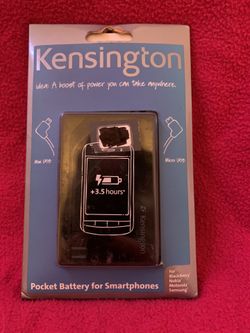 Kensington
idea: A boost of power you can take anywhere.
Mini USB
Micro USB
+3.5 hours*
Kensington
Pocket Battery for Smartphones
for
BlackBerry
Nokia
Motorola
Samsung